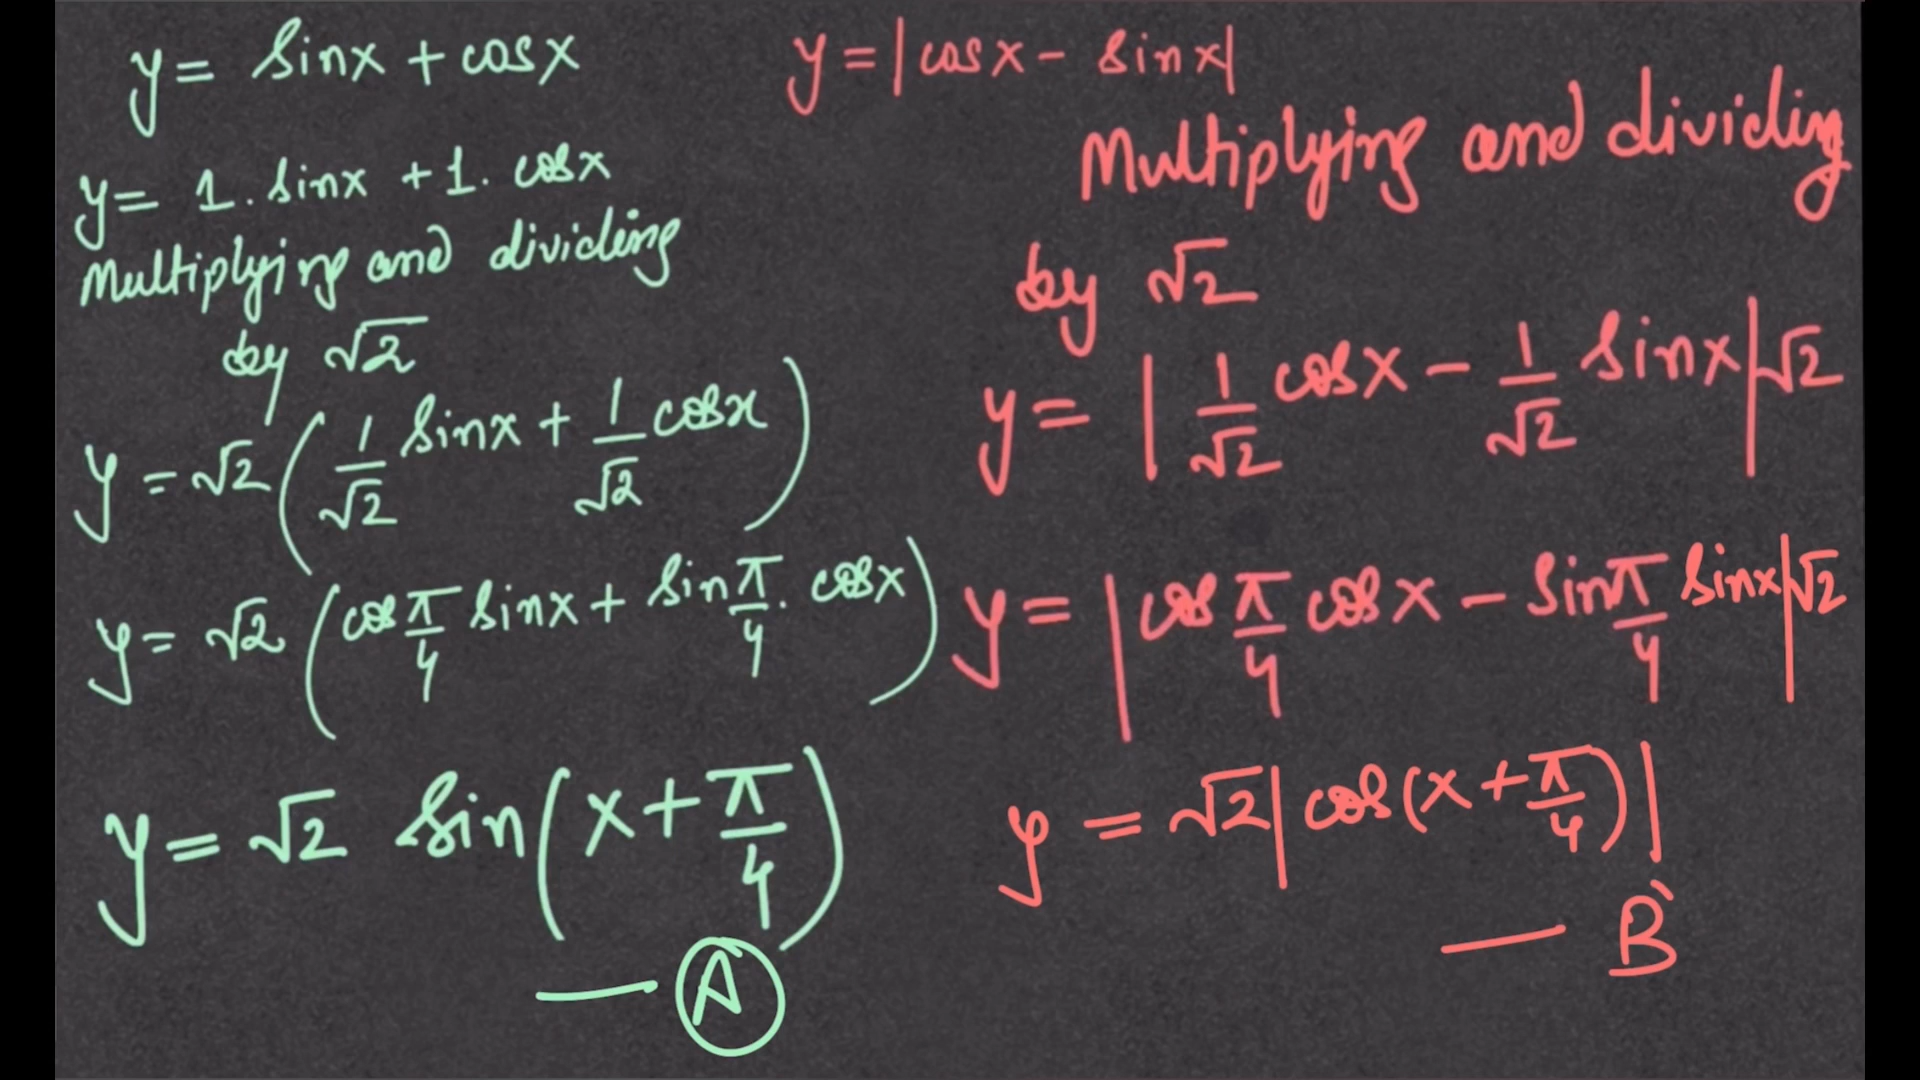 y = sinx + cosx
y = 1. sinx + 1. cosx
Multiplying and dividing
by √2
y = √2 ( 1/√2 sinx + 1/√2 cosx )
y = √2 ( cos π/4 sinx + sin π/4 . cosx )
y = √2 sin( x + π/4 )
— A
y = | cosx - sinx |
Multiplying and dividing
by √2
y = | 1/√2 cosx - 1/√2 sinx | √2
y = | cos π/4 cosx - sin π/4 sinx | √2
y = √2 | cos(x + π/4) |
— B